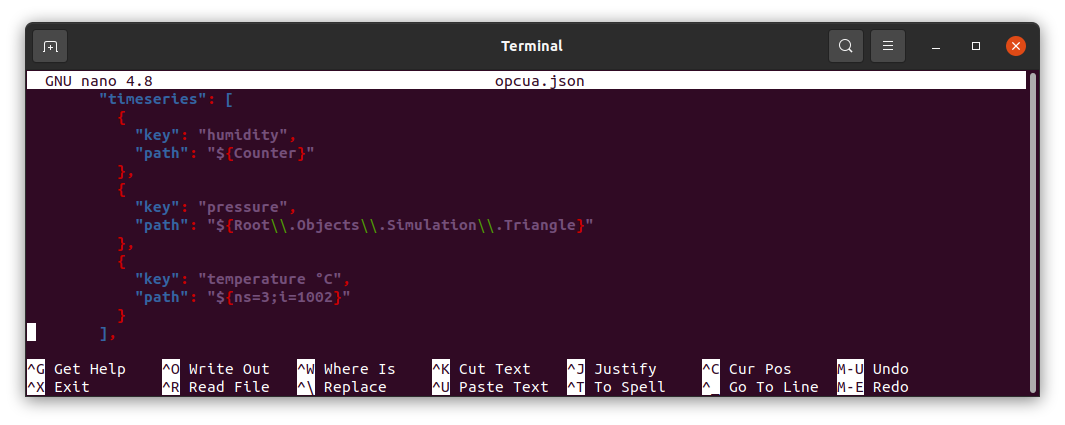 Terminal
GNU nano 4.8 opcua.json
"timeseries": [
{
"key": "humidity",
"path": "${Counter}"
},
{
"key": "pressure",
"path": "${Root\\.Objects\\.Simulation\\.Triangle}"
},
{
"key": "temperature °C",
"path": "${ns=3;i=1002}"
}
],
^G Get Help ^O Write Out ^W Where Is ^K Cut Text ^J Justify ^C Cur Pos M-U Undo
^X Exit ^R Read File ^\ Replace ^U Paste Text ^T To Spell ^_ Go To Line M-E Redo